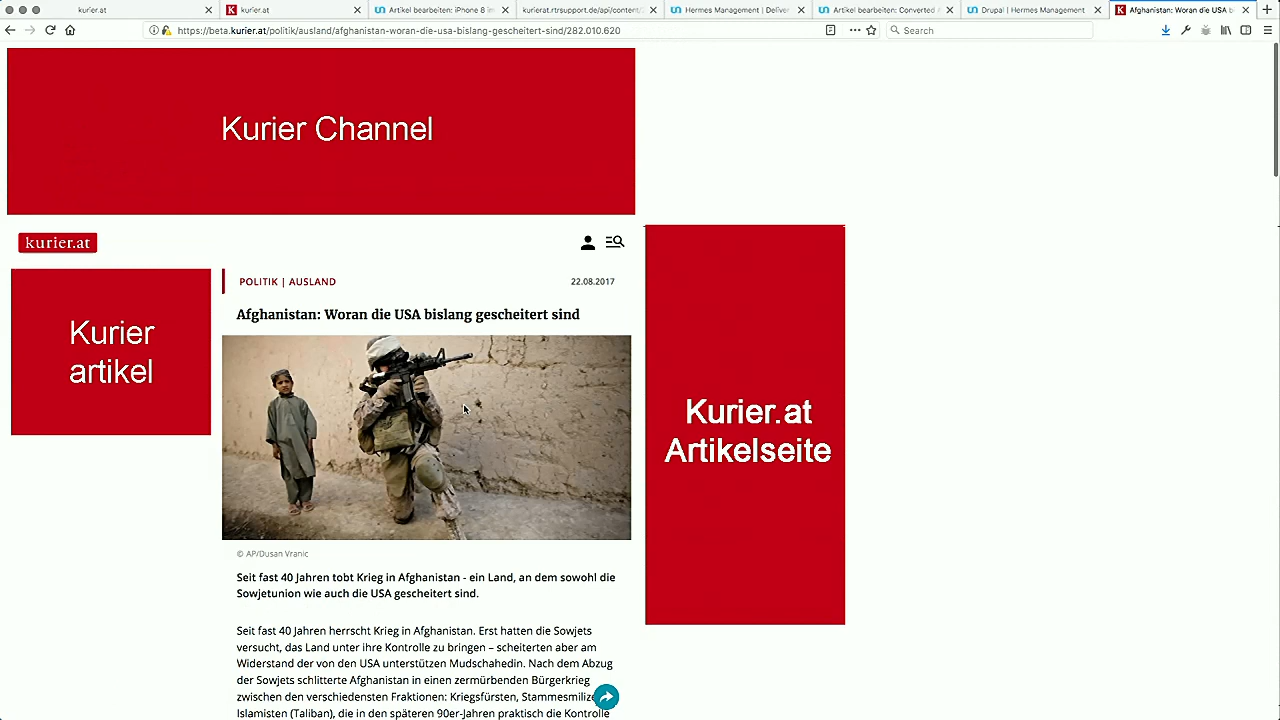 kurier.at
kurier.at
Artikel bearbeiten: iPhone 8 im
kurierat.rtrsupport.de/api/content/
Hermes Management | Deliver
Artikel bearbeiten: Converted A
Drupal | Hermes Management
Afghanistan: Woran die USA b
https://beta.kurier.at/politik/ausland/afghanistan-woran-die-usa-bislang-gescheitert-sind/282.010.620
Search
Kurier Channel
kurier.at
Kurier
artikel
POLITIK | AUSLAND
22.08.2017
Afghanistan: Woran die USA bislang gescheitert sind
Kurier.at
Artikelseite
© AP/Dusan Vranic
Seit fast 40 Jahren tobt Krieg in Afghanistan - ein Land, an dem sowohl die
Sowjetunion wie auch die USA gescheitert sind.
Seit fast 40 Jahren herrscht Krieg in Afghanistan. Erst hatten die Sowjets
versucht, das Land unter ihre Kontrolle zu bringen – scheiterten aber am
Widerstand der von den USA unterstützen Mudschahedin. Nach dem Abzug
der Sowjets schlitterte Afghanistan in einen zermürbenden Bürgerkrieg
zwischen den verschiedensten Fraktionen: Kriegsfürsten, Stammesmilize
Islamisten (Taliban), die in den späteren 90er-Jahren praktisch die Kontrolle